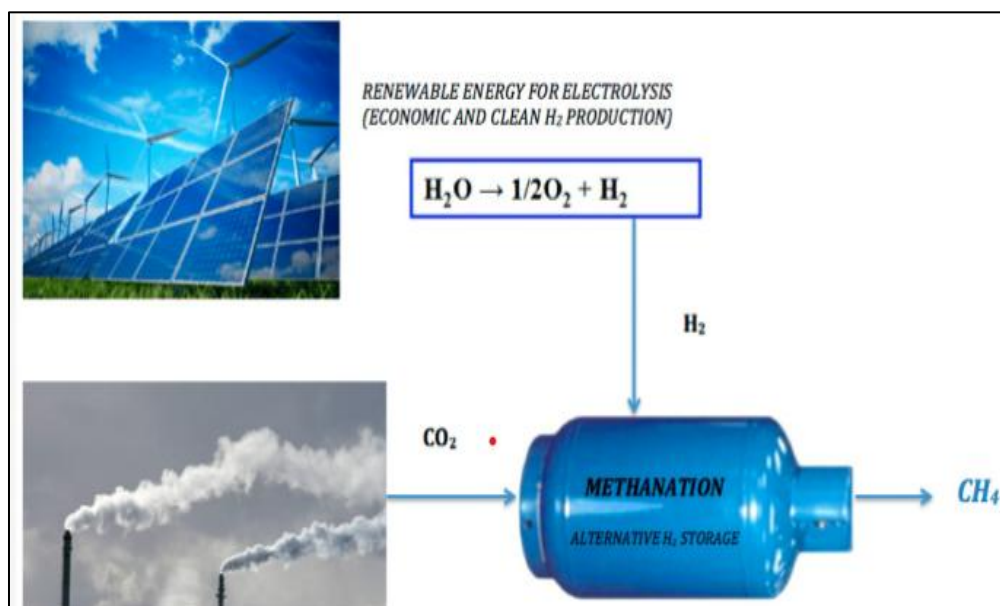 RENEWABLE ENERGY FOR ELECTROLYSIS
(ECONOMIC AND CLEAN H₂ PRODUCTION)
H₂O → 1/2O₂ + H₂
H₂
CO₂
METHANATION
ALTERNATIVE H₂ STORAGE
CH₄